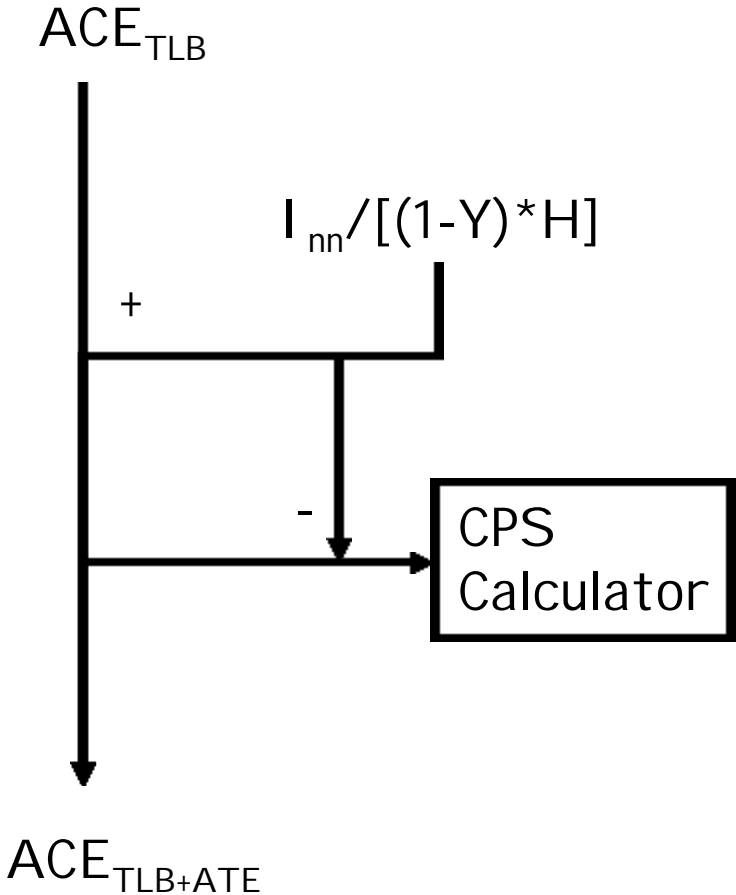 ACE_TLB
I_nn/[(1-Y)*H]
+
-
CPS
Calculator
ACE_TLB+ATE